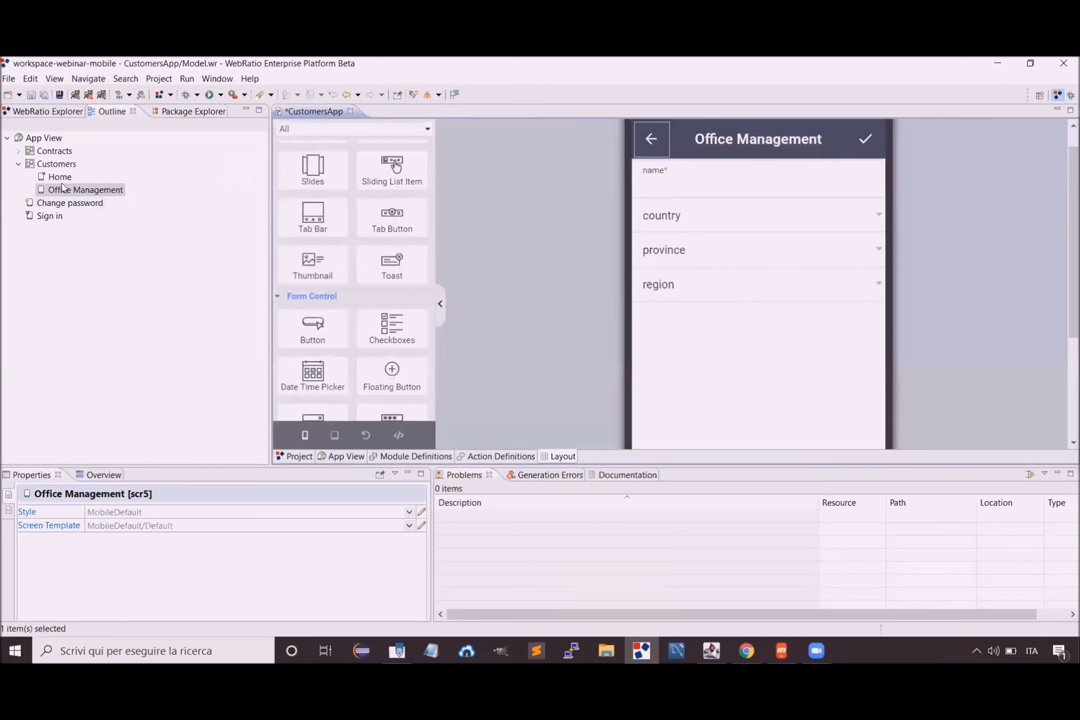 workspace-webinar-mobile - CustomersApp/Model.wr - WebRatio Enterprise Platform Beta
File Edit View Navigate Search Project Run Window Help
WebRatio Explorer Outline Package Explorer
App View
Contracts
Customers
Home
Office Management
Change password
Sign in
*CustomersApp
All
Slides Sliding List Item
Tab Bar Tab Button
Thumbnail Toast
Form Control
Button Checkboxes
Date Time Picker Floating Button
Office Management
name*
country
province
region
Project App View Module Definitions Action Definitions Layout
Properties Overview
Office Management [scr5]
Style MobileDefault
Screen Template MobileDefault/Default
Problems Generation Errors Documentation
0 items
Description Resource Path Location Type
1 item(s) selected
Scrivi qui per eseguire la ricerca
ITA
1